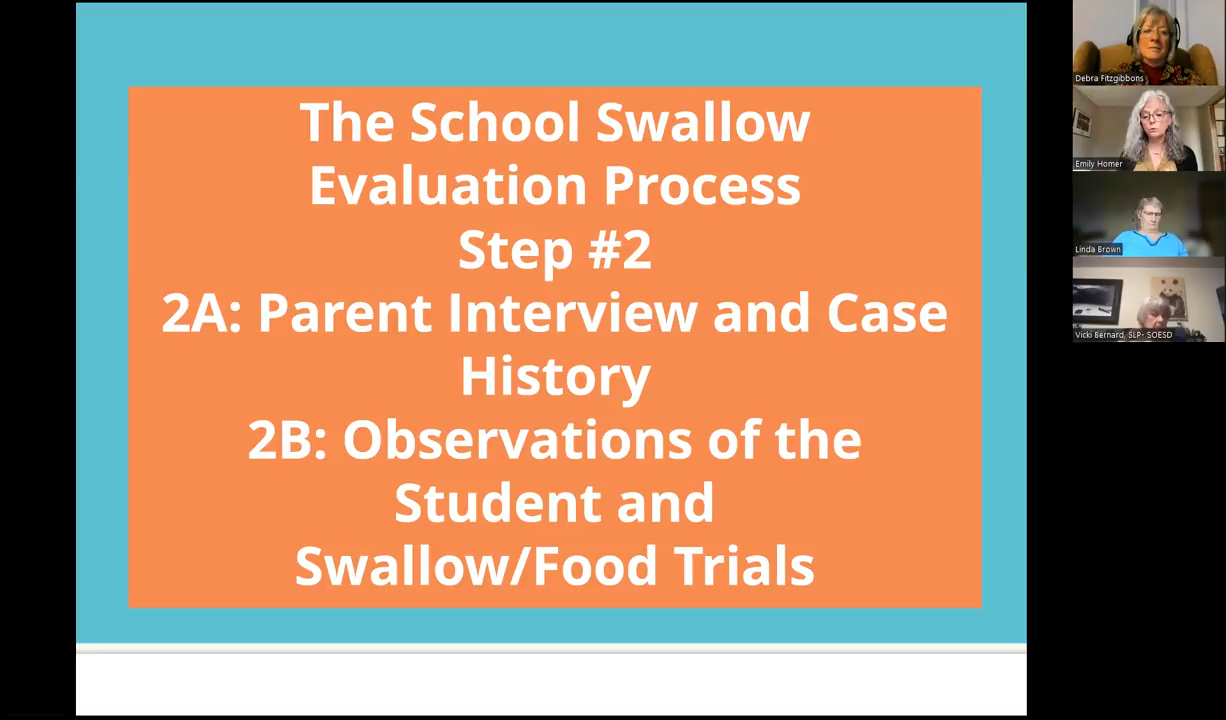 The School Swallow
Evaluation Process
Step #2
2A: Parent Interview and Case
History
2B: Observations of the
Student and
Swallow/Food Trials
Debra Fitzgibbons
Emily Homer
Linda Brown
Vicki Bernard, SLP- SOESD